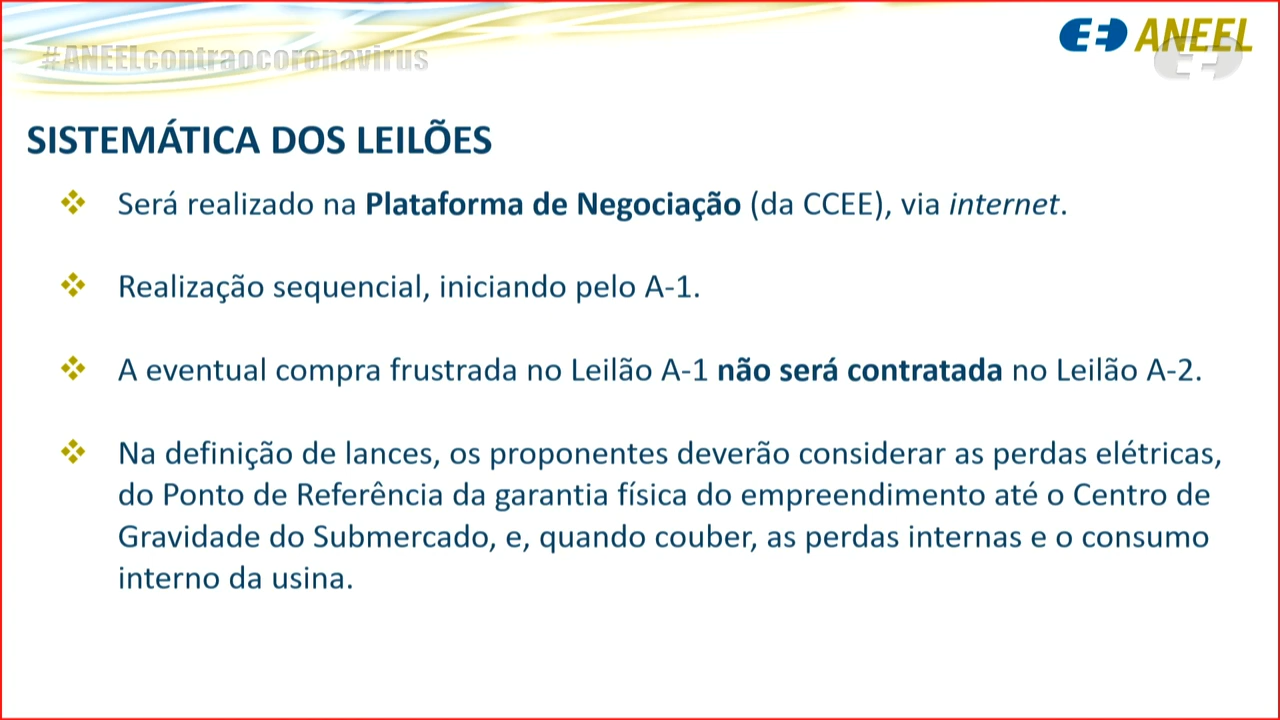 #ANEELcontraocoronavirus
ANEEL
SISTEMÁTICA DOS LEILÕES
Será realizado na Plataforma de Negociação (da CCEE), via internet.
Realização sequencial, iniciando pelo A-1.
A eventual compra frustrada no Leilão A-1 não será contratada no Leilão A-2.
Na definição de lances, os proponentes deverão considerar as perdas elétricas,
do Ponto de Referência da garantia física do empreendimento até o Centro de
Gravidade do Submercado, e, quando couber, as perdas internas e o consumo
interno da usina.